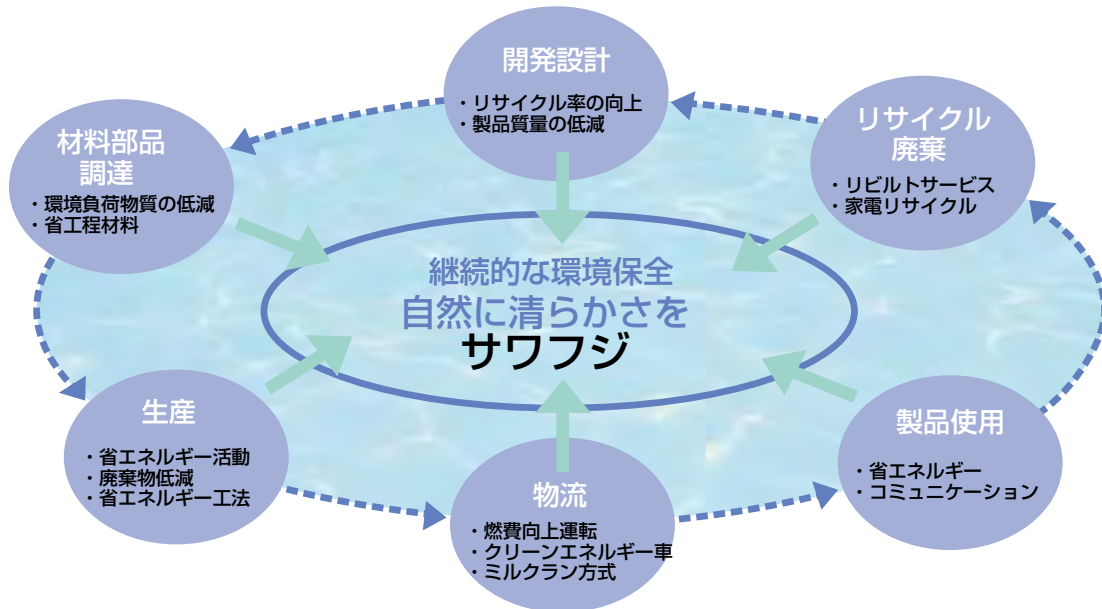 開発設計
・リサイクル率の向上
・製品質量の低減
材料部品
調達
・環境負荷物質の低減
・省工程材料
リサイクル
廃棄
・リビルトサービス
・家電リサイクル
継続的な環境保全
自然に清らかさを
サワフジ
生産
・省エネルギー活動
・廃棄物低減
・省エネルギー工法
物流
・燃費向上運転
・クリーンエネルギー車
・ミルクラン方式
製品使用
・省エネルギー
・コミュニケーション